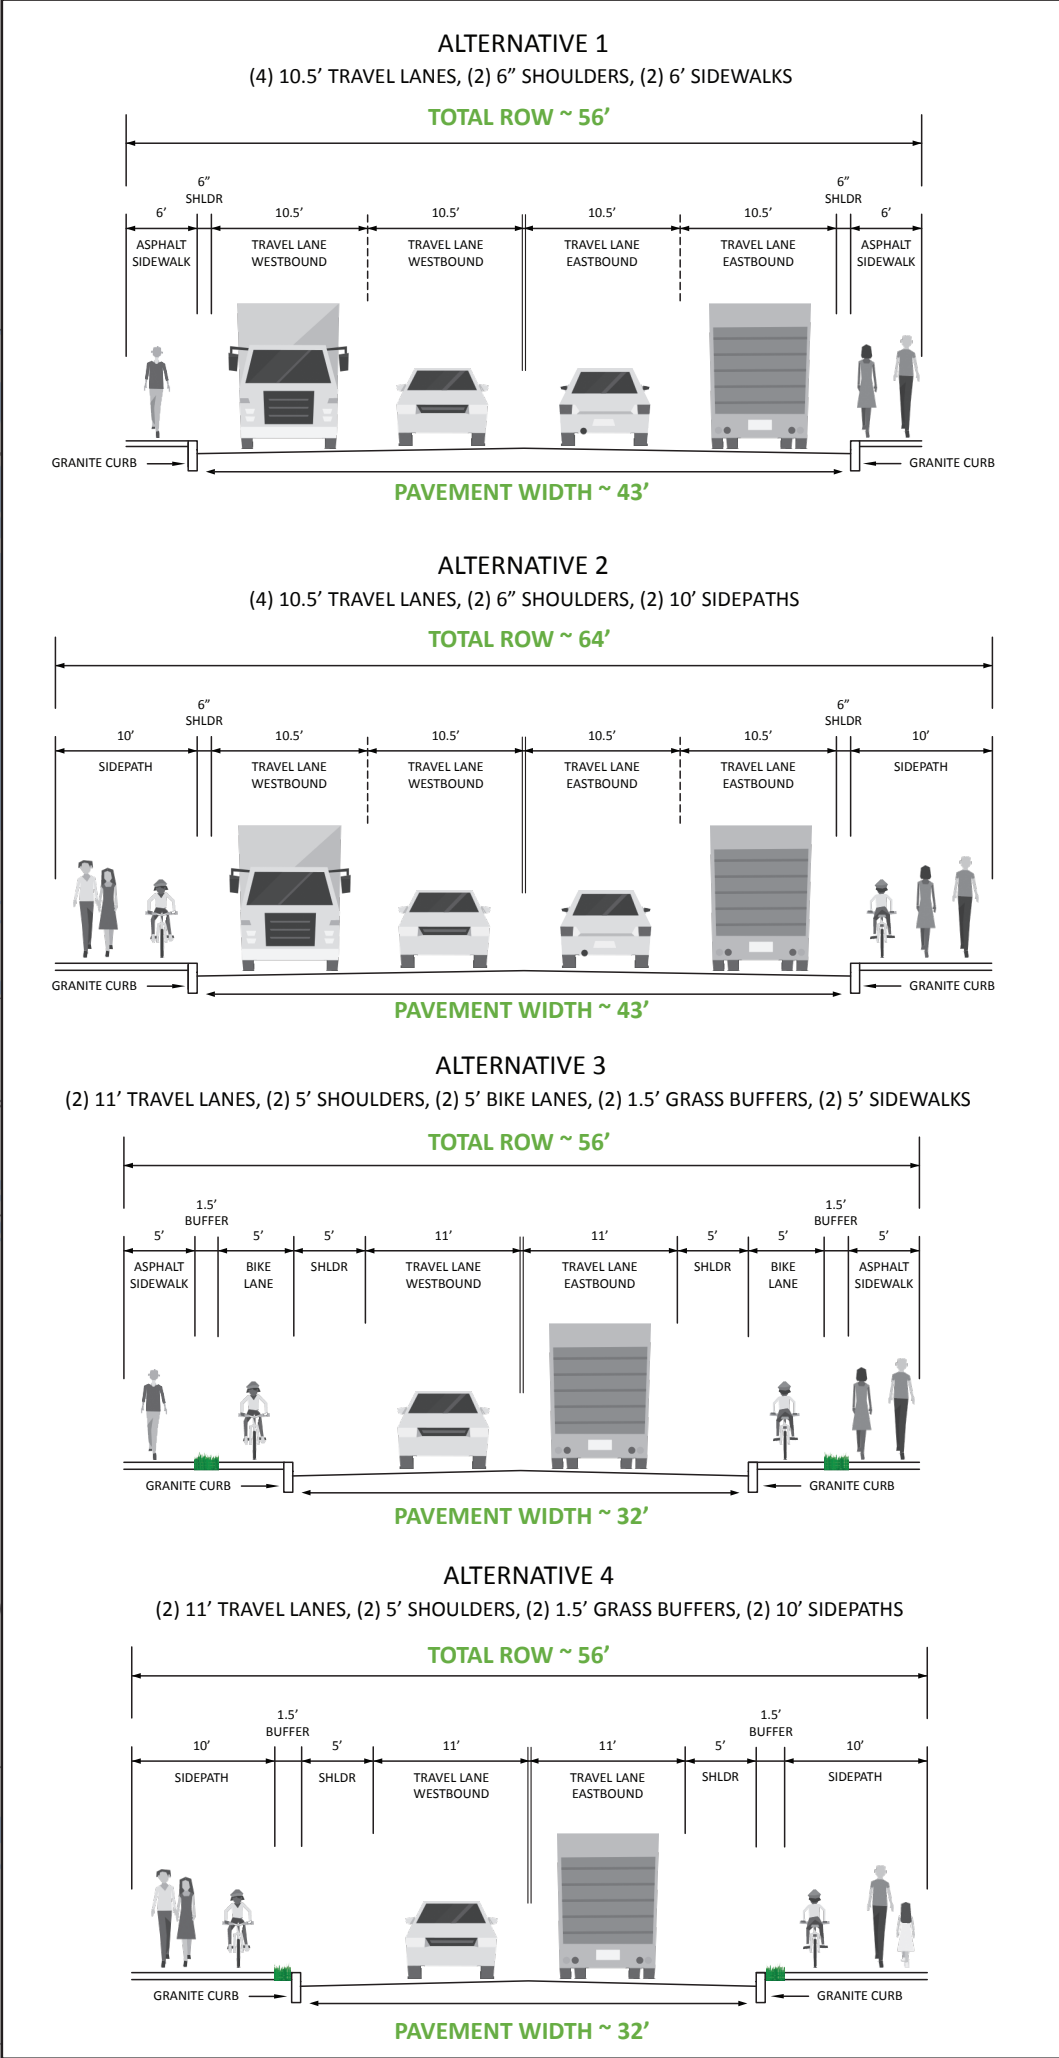 ALTERNATIVE 1
(4) 10.5’ TRAVEL LANES, (2) 6” SHOULDERS, (2) 6’ SIDEWALKS
TOTAL ROW ~ 56’
6” 6”
SHLDR SHLDR
6’ 10.5’ 10.5’ 10.5’ 10.5’ 6’
ASPHALT TRAVEL LANE TRAVEL LANE TRAVEL LANE TRAVEL LANE ASPHALT
SIDEWALK WESTBOUND WESTBOUND EASTBOUND EASTBOUND SIDEWALK
GRANITE CURB GRANITE CURB
PAVEMENT WIDTH ~ 43’
ALTERNATIVE 2
(4) 10.5’ TRAVEL LANES, (2) 6” SHOULDERS, (2) 10’ SIDEPATHS
TOTAL ROW ~ 64’
6” 6”
SHLDR SHLDR
10’ 10.5’ 10.5’ 10.5’ 10.5’ 10’
SIDEPATH TRAVEL LANE TRAVEL LANE TRAVEL LANE TRAVEL LANE SIDEPATH
WESTBOUND WESTBOUND EASTBOUND EASTBOUND
GRANITE CURB GRANITE CURB
PAVEMENT WIDTH ~ 43’
ALTERNATIVE 3
(2) 11’ TRAVEL LANES, (2) 5’ SHOULDERS, (2) 5’ BIKE LANES, (2) 1.5’ GRASS BUFFERS, (2) 5’ SIDEWALKS
TOTAL ROW ~ 56’
1.5’ 1.5’
BUFFER BUFFER
5’ 5’ 5’ 11’ 11’ 5’ 5’ 5’
ASPHALT BIKE SHLDR TRAVEL LANE TRAVEL LANE SHLDR BIKE ASPHALT
SIDEWALK LANE WESTBOUND EASTBOUND LANE SIDEWALK
GRANITE CURB GRANITE CURB
PAVEMENT WIDTH ~ 32’
ALTERNATIVE 4
(2) 11’ TRAVEL LANES, (2) 5’ SHOULDERS, (2) 1.5’ GRASS BUFFERS, (2) 10’ SIDEPATHS
TOTAL ROW ~ 56’
1.5’ 1.5’
BUFFER BUFFER
10’ 5’ 11’ 11’ 5’ 10’
SIDEPATH SHLDR TRAVEL LANE TRAVEL LANE SHLDR SIDEPATH
WESTBOUND EASTBOUND
GRANITE CURB GRANITE CURB
PAVEMENT WIDTH ~ 32’